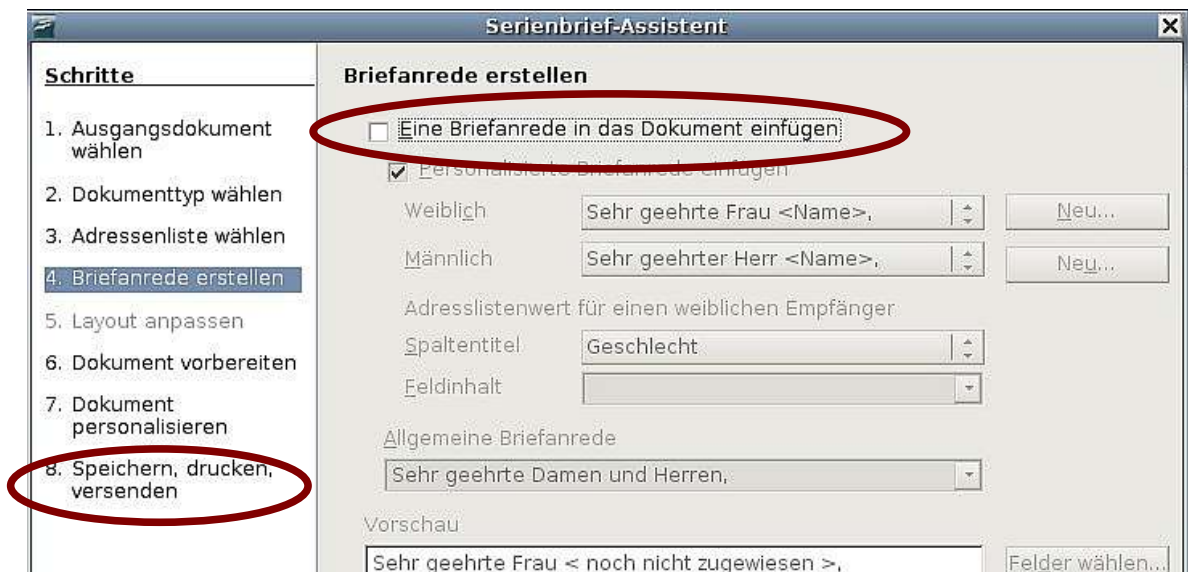 Serienbrief-Assistent
Schritte
1. Ausgangsdokument
wählen
2. Dokumenttyp wählen
3. Adressenliste wählen
4. Briefanrede erstellen
5. Layout anpassen
6. Dokument vorbereiten
7. Dokument
personalisieren
8. Speichern, drucken,
versenden
Briefanrede erstellen
Eine Briefanrede in das Dokument einfügen
Personalisierte Briefanrede einfügen
Weiblich Sehr geehrte Frau <Name>, Neu...
Männlich Sehr geehrter Herr <Name>, Neu...
Adresslistenwert für einen weiblichen Empfänger
Spaltentitel Geschlecht
Feldinhalt
Allgemeine Briefanrede
Sehr geehrte Damen und Herren,
Vorschau
Sehr geehrte Frau < noch nicht zugewiesen >, Felder wählen...